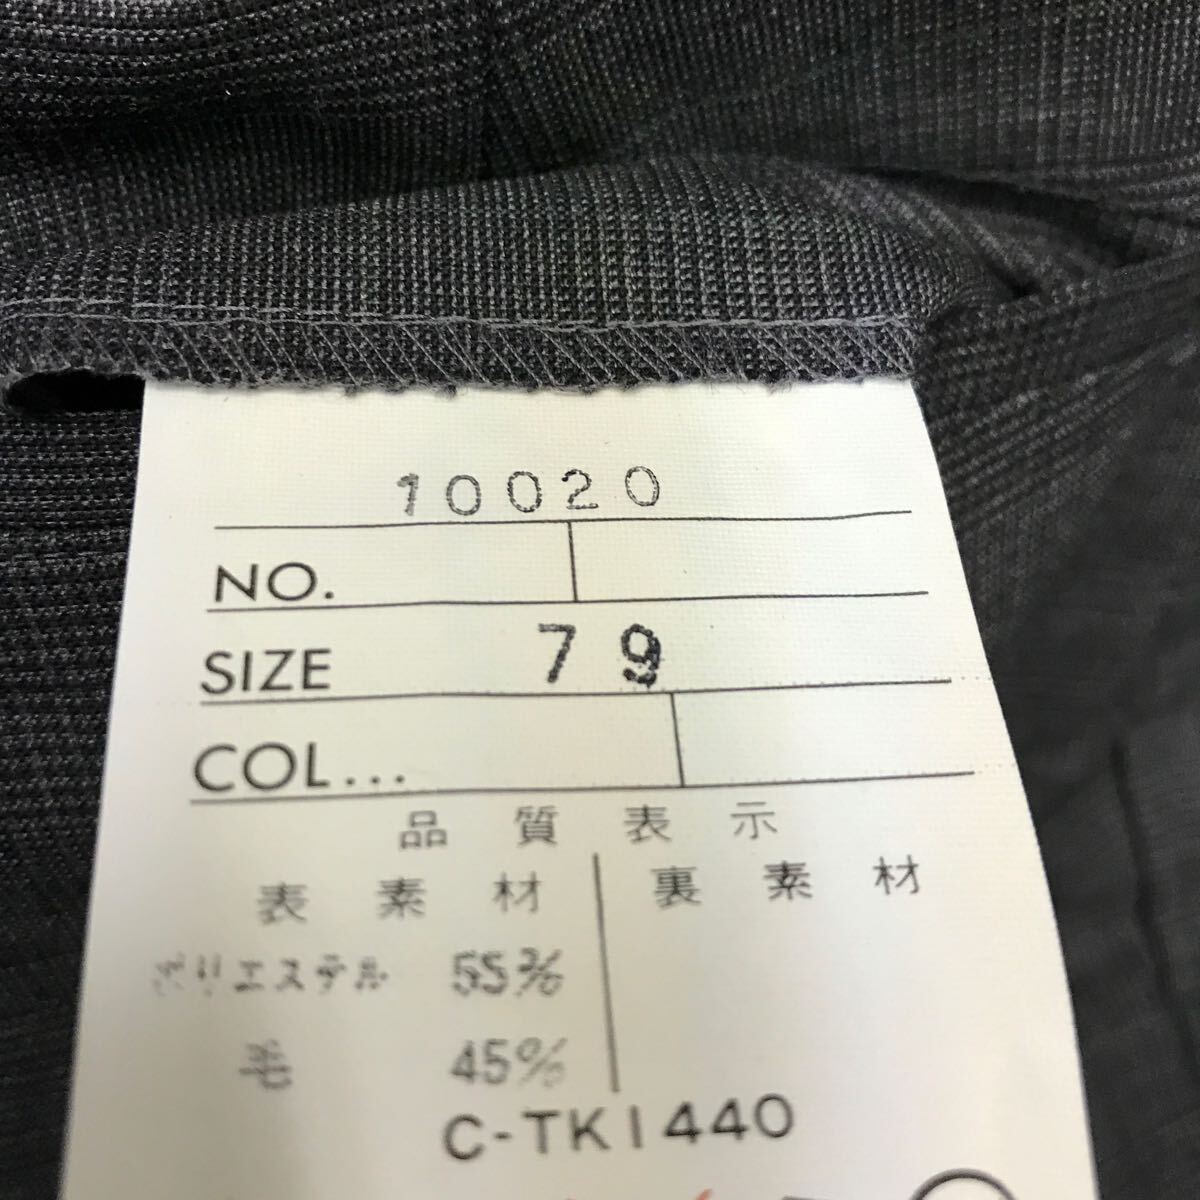 10020
NO.
SIZE 79
COL...
品質表示
表素材 裏素材
ポリエステル 55%
毛 45%
C-TK1440